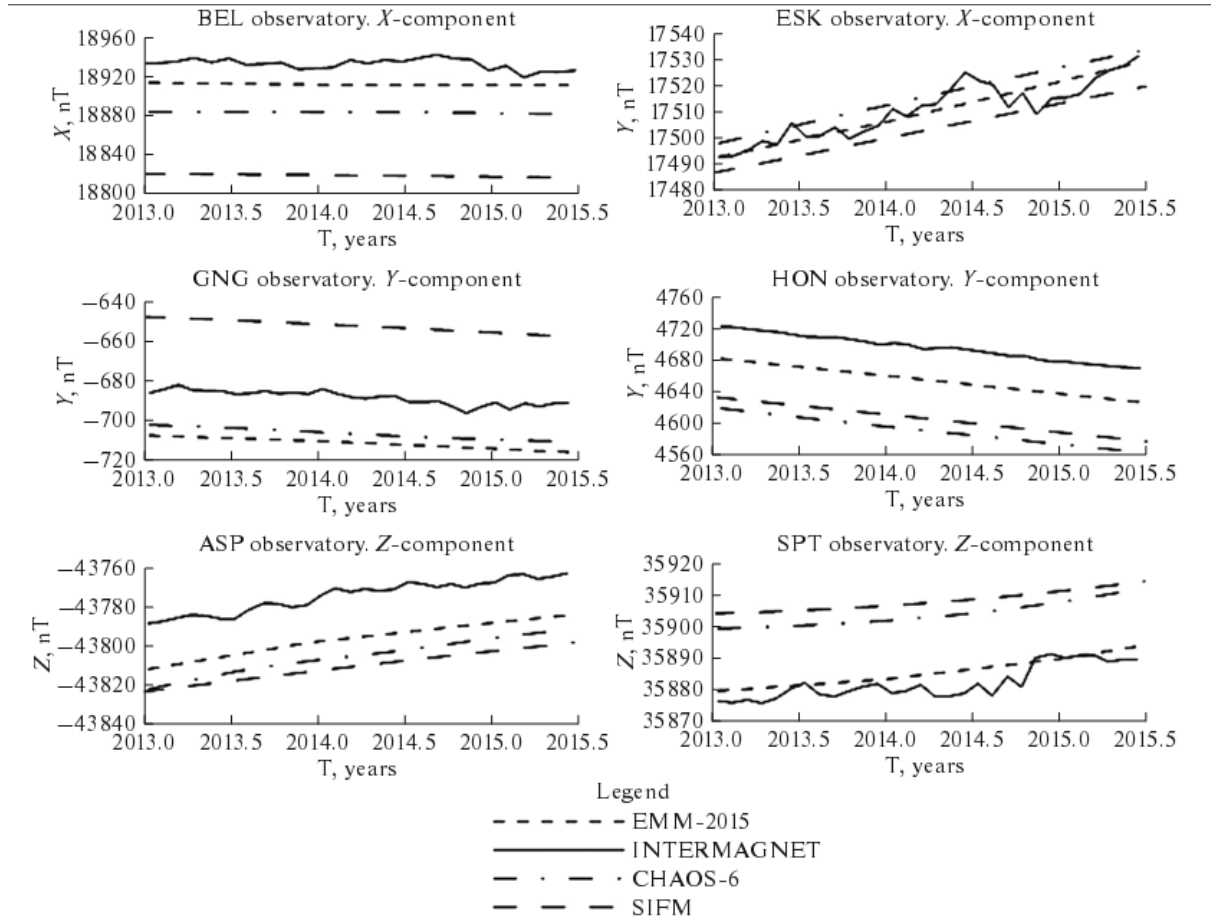 BEL observatory. X-component
18960
18920
18880
18840
18800
X, nT
2013.0 2013.5 2014.0 2014.5 2015.0 2015.5
T, years
ESK observatory. X-component
17540
17530
17520
17510
17500
17490
17480
Y, nT
2013.0 2013.5 2014.0 2014.5 2015.0 2015.5
T, years
GNG observatory. Y-component
−640
−660
−680
−700
−720
Y, nT
2013.0 2013.5 2014.0 2014.5 2015.0 2015.5
T, years
HON observatory. Y-component
4760
4720
4680
4640
4600
4560
Y, nT
2013.0 2013.5 2014.0 2014.5 2015.0 2015.5
T, years
ASP observatory. Z-component
−43760
−43780
−43800
−43820
−43840
Z, nT
2013.0 2013.5 2014.0 2014.5 2015.0 2015.5
T, years
SPT observatory. Z-component
35920
35910
35900
35890
35880
35870
Z, nT
2013.0 2013.5 2014.0 2014.5 2015.0 2015.5
T, years
Legend
EMM-2015
INTERMAGNET
CHAOS-6
SIFM